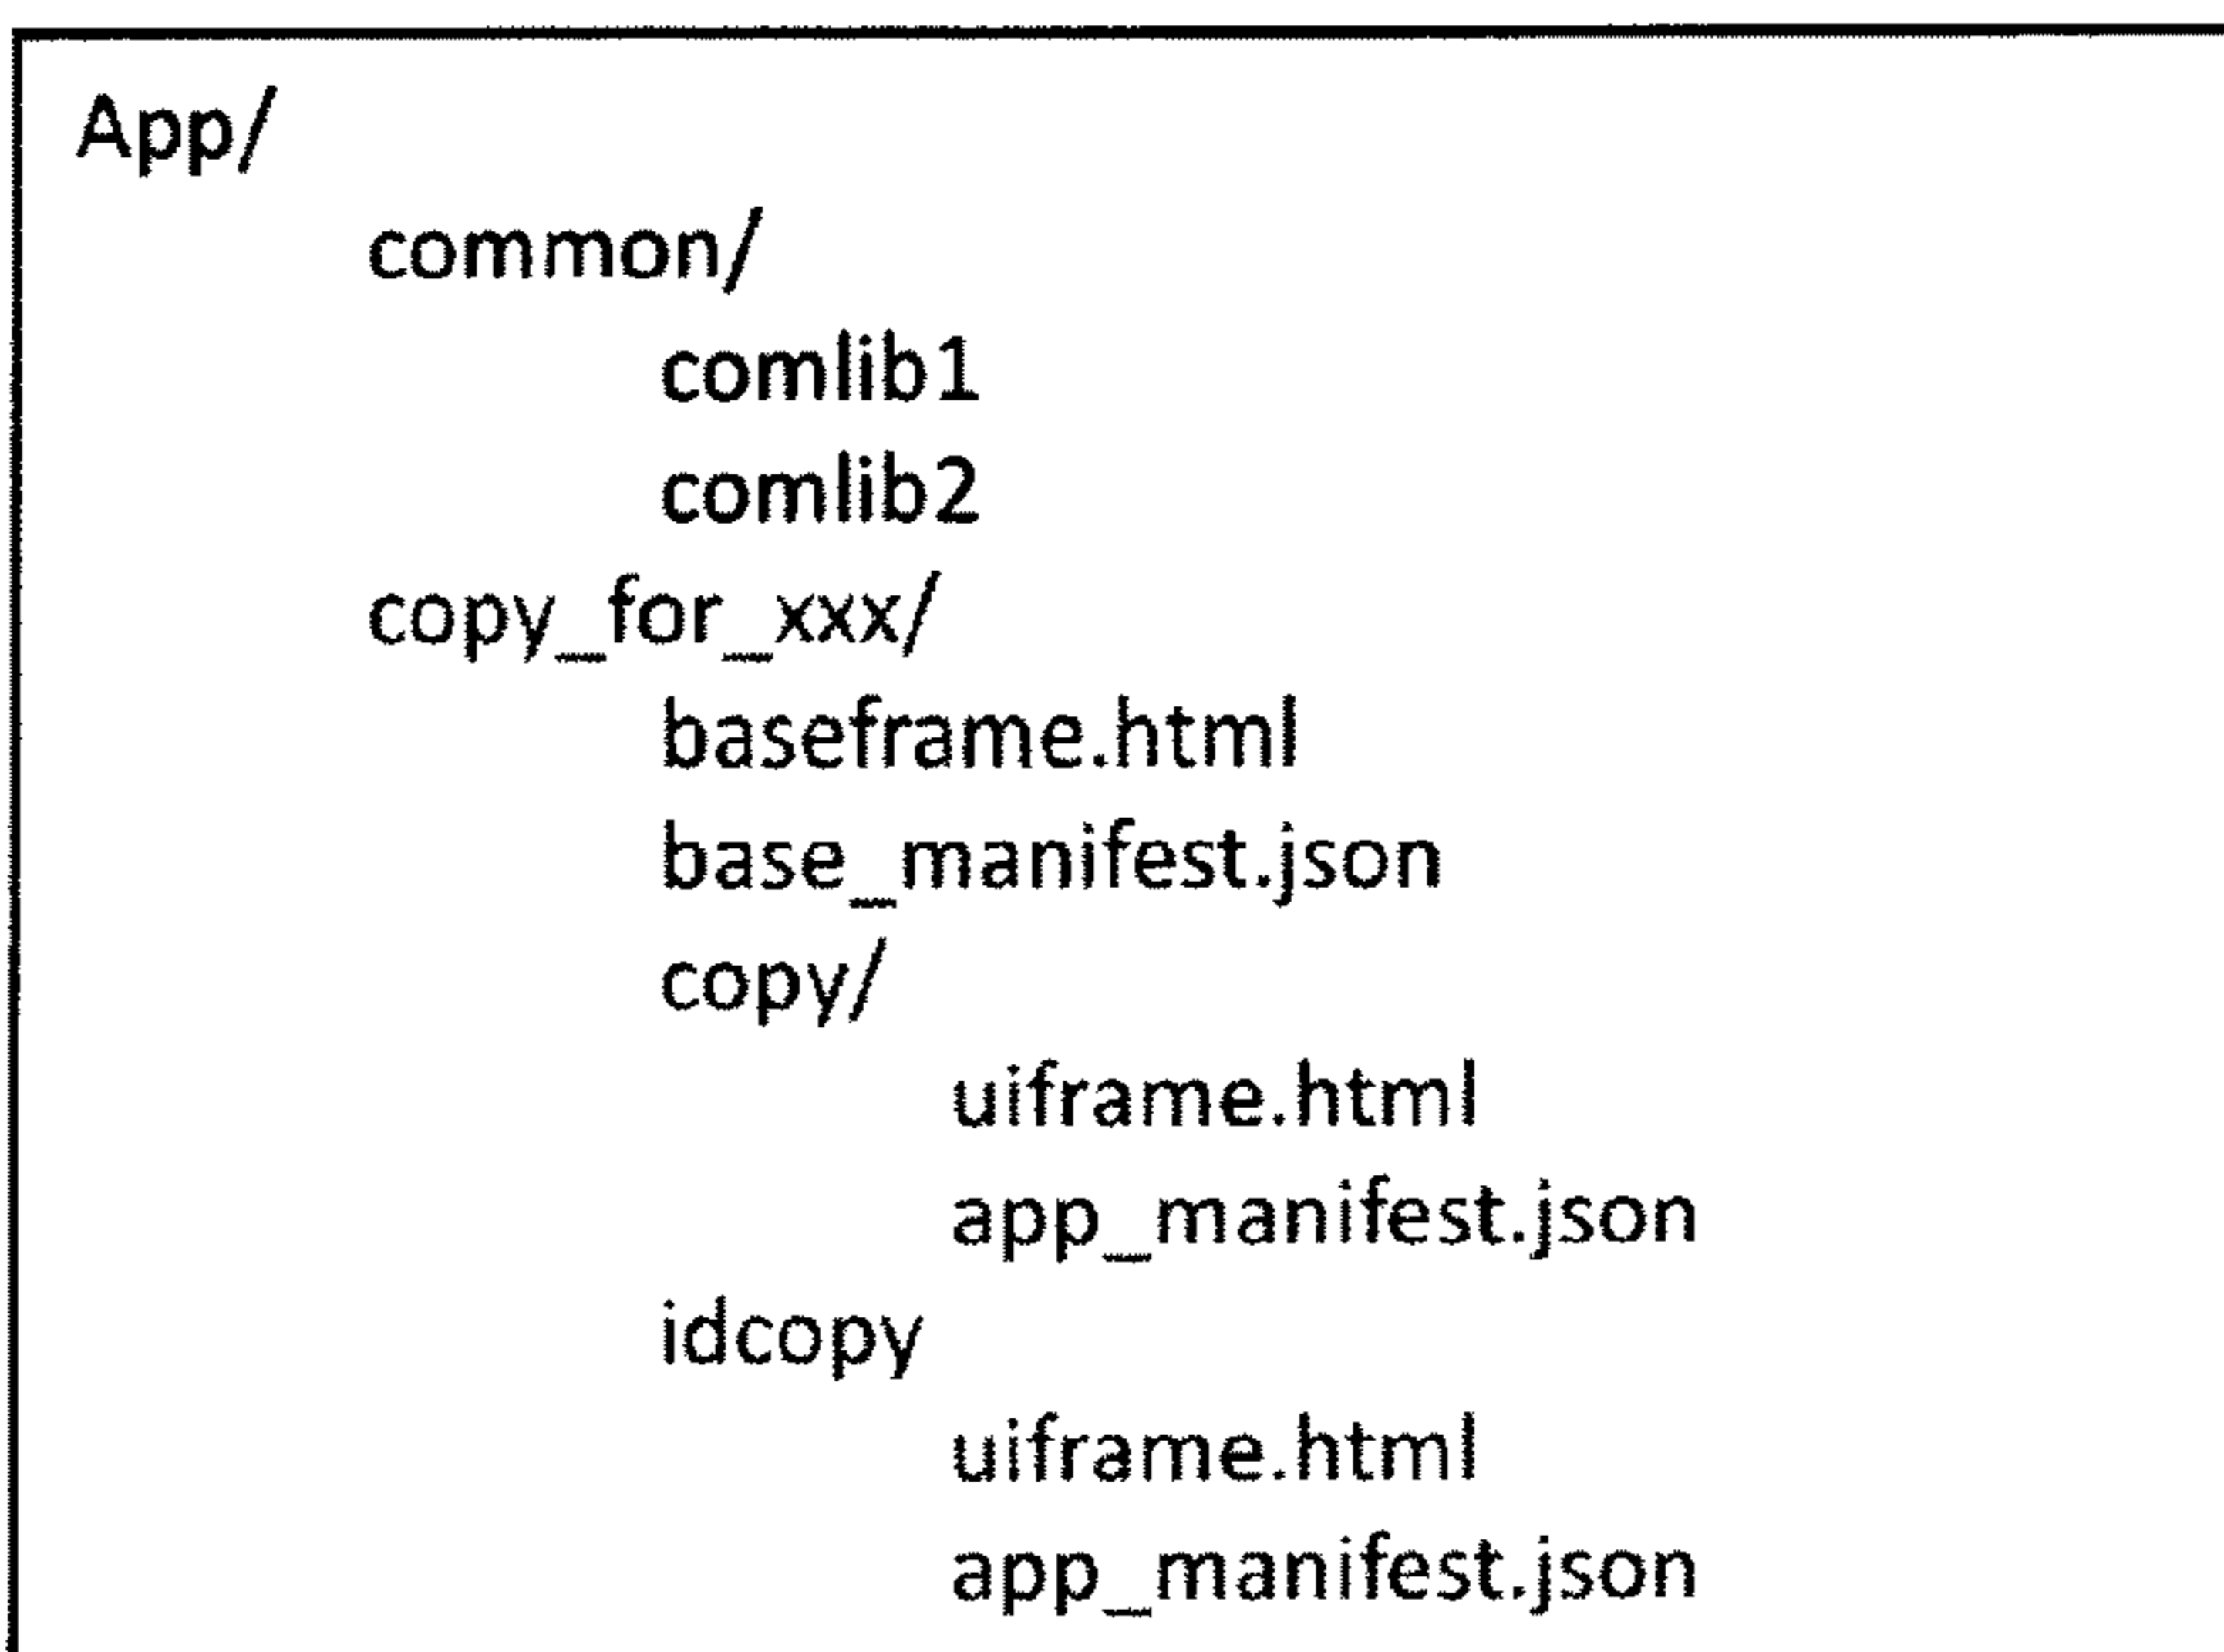 App/
common/
comlib1
comlib2
copy_for_xxx/
baseframe.html
base_manifest.json
copy/
uiframe.html
app_manifest.json
idcopy
uiframe.html
app_manifest.json